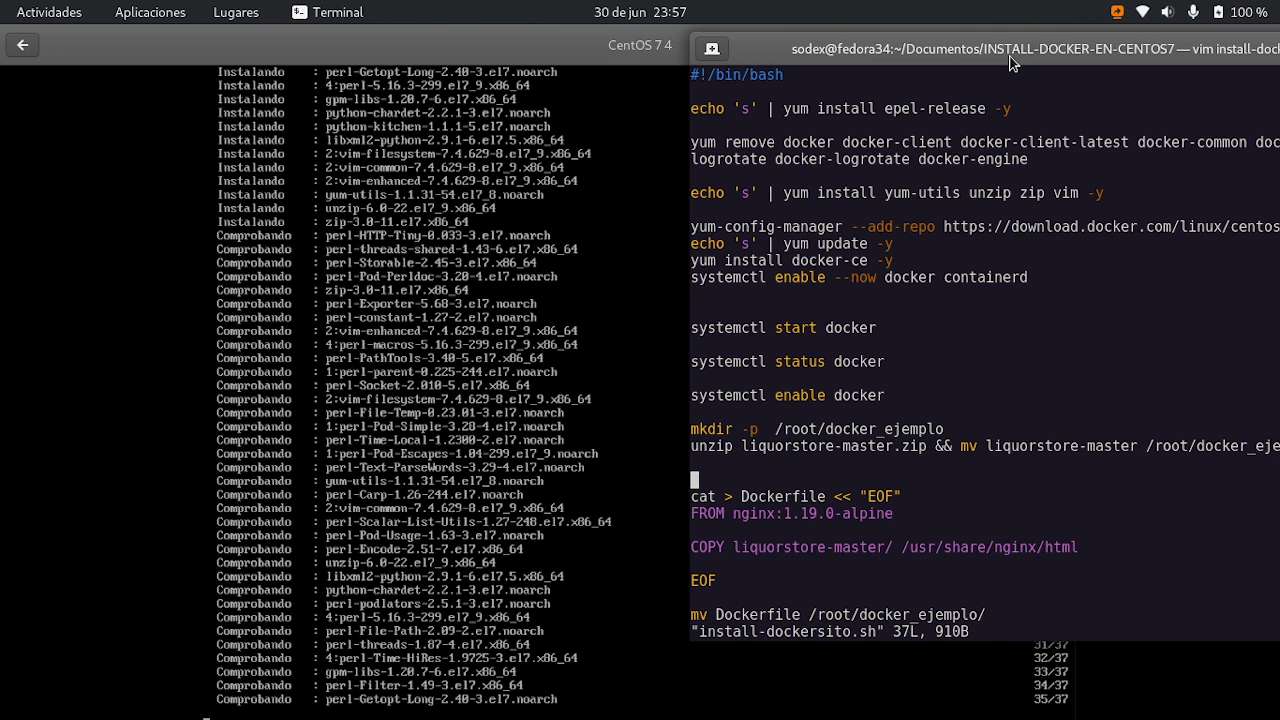 Actividades Aplicaciones Lugares Terminal 30 de jun 23:57 100 %
CentOS 7 4
Instalando : perl-Getopt-Long-2.40-3.el7.noarch
Instalando : 4:perl-5.16.3-299.el7_9.x86_64
Instalando : gpm-libs-1.20.7-6.el7.x86_64
Instalando : python-chardet-2.2.1-3.el7.noarch
Instalando : python-kitchen-1.1.1-5.el7.noarch
Instalando : libxml2-python-2.9.1-6.el7.5.x86_64
Instalando : 2:vim-filesystem-7.4.629-8.el7_9.x86_64
Instalando : 2:vim-common-7.4.629-8.el7_9.x86_64
Instalando : 2:vim-enhanced-7.4.629-8.el7_9.x86_64
Instalando : yum-utils-1.1.31-54.el7_8.noarch
Instalando : unzip-6.0-22.el7_9.x86_64
Instalando : zip-3.0-11.el7.x86_64
Comprobando : perl-HTTP-Tiny-0.033-3.el7.noarch
Comprobando : perl-threads-shared-1.43-6.el7.x86_64
Comprobando : perl-Storable-2.45-3.el7.x86_64
Comprobando : perl-Pod-Perldoc-3.20-4.el7.noarch
Comprobando : zip-3.0-11.el7.x86_64
Comprobando : perl-Exporter-5.68-3.el7.noarch
Comprobando : perl-constant-1.27-2.el7.noarch
Comprobando : 2:vim-enhanced-7.4.629-8.el7_9.x86_64
Comprobando : 4:perl-macros-5.16.3-299.el7_9.x86_64
Comprobando : perl-PathTools-3.40-5.el7.x86_64
Comprobando : 1:perl-parent-0.225-244.el7.noarch
Comprobando : perl-Socket-2.010-5.el7.x86_64
Comprobando : 2:vim-filesystem-7.4.629-8.el7_9.x86_64
Comprobando : perl-File-Temp-0.23.01-3.el7.noarch
Comprobando : 1:perl-Pod-Simple-3.28-4.el7.noarch
Comprobando : perl-Time-Local-1.2300-2.el7.noarch
Comprobando : 1:perl-Pod-Escapes-1.04-299.el7_9.noarch
Comprobando : perl-Text-ParseWords-3.29-4.el7.noarch
Comprobando : yum-utils-1.1.31-54.el7_8.noarch
Comprobando : perl-Carp-1.26-244.el7.noarch
Comprobando : 2:vim-common-7.4.629-8.el7_9.x86_64
Comprobando : perl-Scalar-List-Utils-1.27-248.el7.x86_64
Comprobando : perl-Pod-Usage-1.63-3.el7.noarch
Comprobando : perl-Encode-2.51-7.el7.x86_64
Comprobando : unzip-6.0-22.el7_9.x86_64
Comprobando : libxml2-python-2.9.1-6.el7.5.x86_64
Comprobando : python-chardet-2.2.1-3.el7.noarch
Comprobando : perl-podlators-2.5.1-3.el7.noarch
Comprobando : 4:perl-5.16.3-299.el7_9.x86_64
Comprobando : perl-File-Path-2.09-2.el7.noarch
Comprobando : perl-threads-1.87-4.el7.x86_64 31/37
Comprobando : 4:perl-Time-HiRes-1.9725-3.el7.x86_64 32/37
Comprobando : gpm-libs-1.20.7-6.el7.x86_64 33/37
Comprobando : perl-Filter-1.49-3.el7.x86_64 34/37
Comprobando : perl-Getopt-Long-2.40-3.el7.noarch 35/37
sodex@fedora34:~/Documentos/INSTALL-DOCKER-EN-CENTOS7 — vim install-doc
#!/bin/bash
echo 's' | yum install epel-release -y
yum remove docker docker-client docker-client-latest docker-common doc
logrotate docker-logrotate docker-engine
echo 's' | yum install yum-utils unzip zip vim -y
yum-config-manager --add-repo https://download.docker.com/linux/centos
echo 's' | yum update -y
yum install docker-ce -y
systemctl enable --now docker containerd
systemctl start docker
systemctl status docker
systemctl enable docker
mkdir -p  /root/docker_ejemplo
unzip liquorstore-master.zip && mv liquorstore-master /root/docker_eje
cat > Dockerfile << "EOF"
FROM nginx:1.19.0-alpine
COPY liquorstore-master/ /usr/share/nginx/html
EOF
mv Dockerfile /root/docker_ejemplo/
"install-dockersito.sh" 37L, 910B